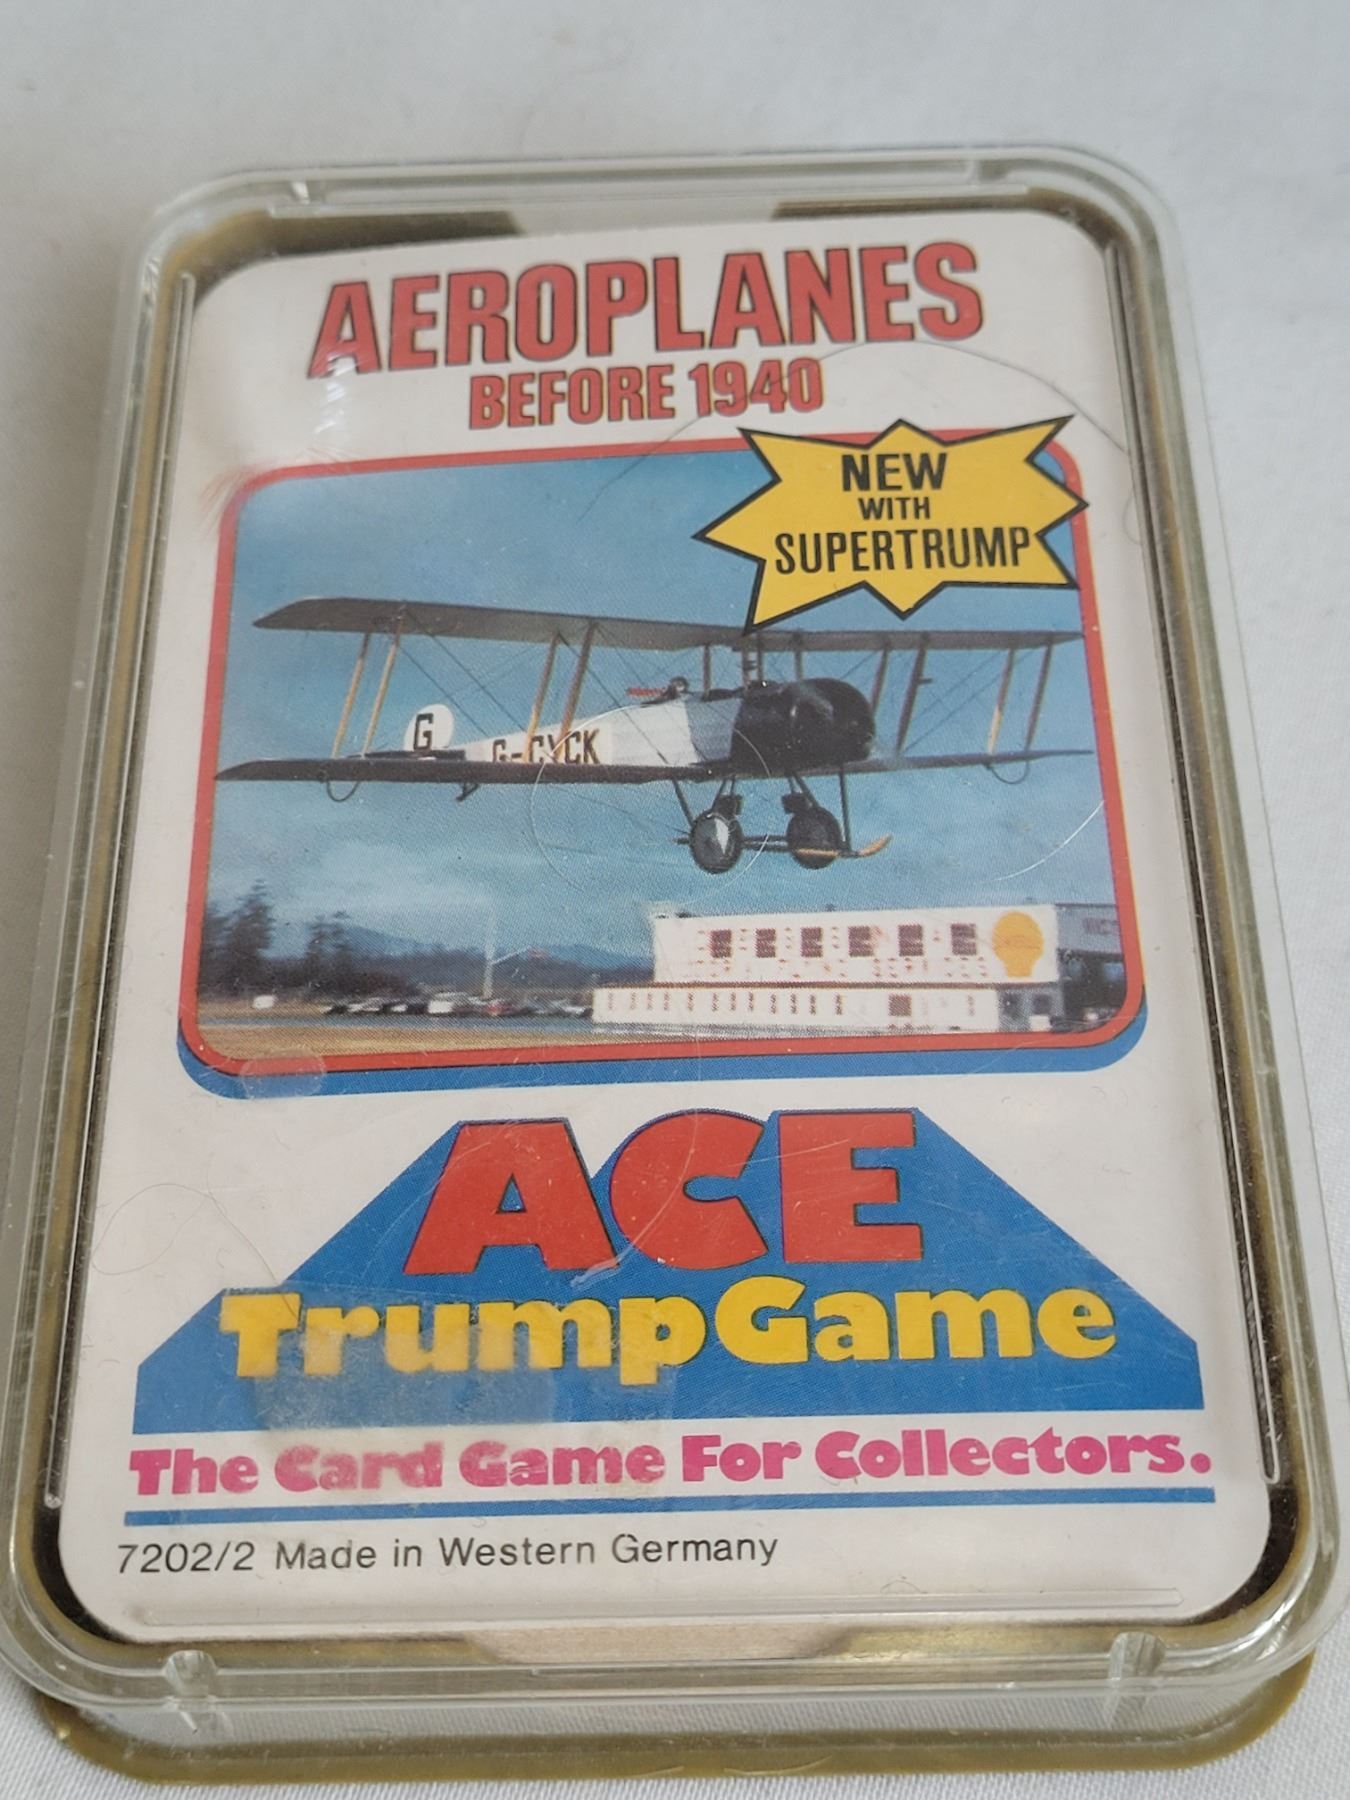 AEROPLANES
BEFORE 1940
NEW
WITH
SUPERTRUMP
G
G-CYCK
ACE
Trump Game
The Card Game For Collectors.
7202/2 Made in Western Germany